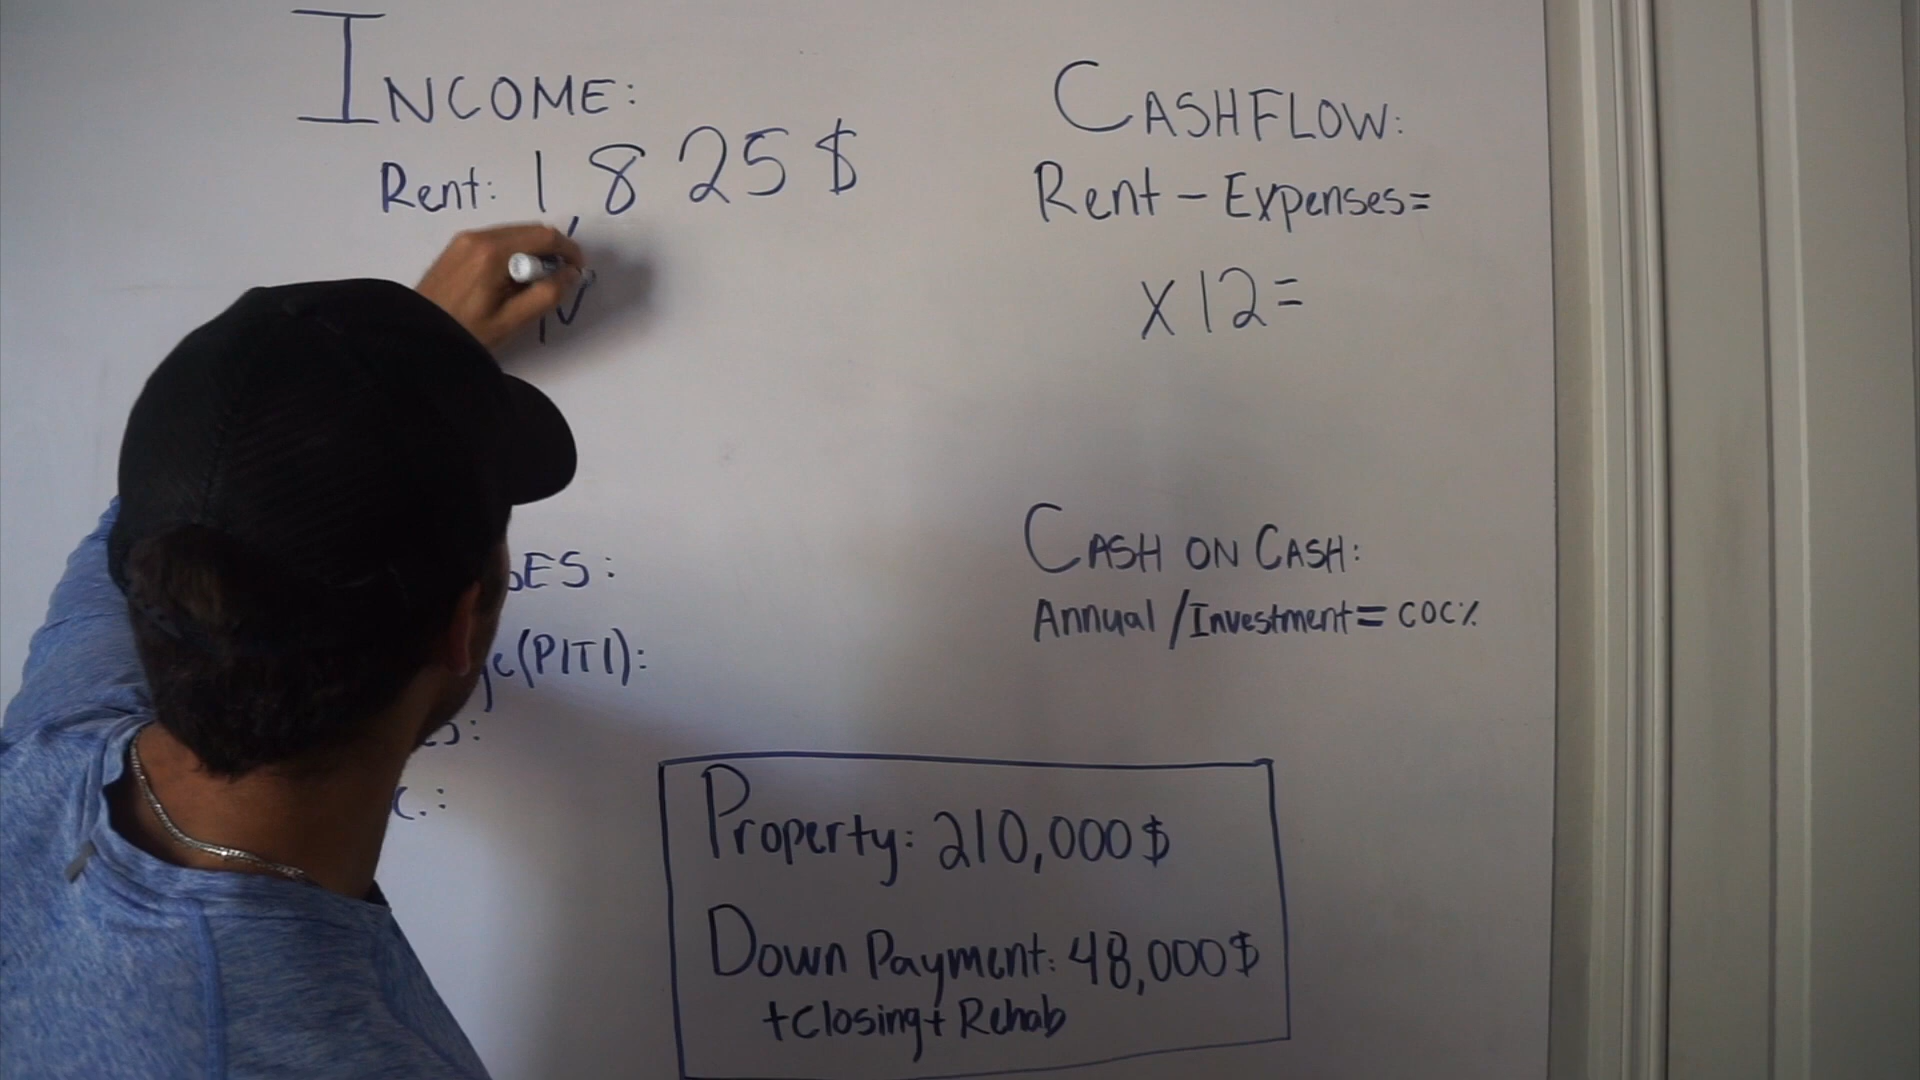 INCOME:
Rent: 1,825$
CASHFLOW:
Rent - Expenses=
X12=
CASH ON CASH:
Annual/Investment= COC%
(PITI):
Property: 210,000$
Down Payment: 48,000$
+Closing+ Rehab